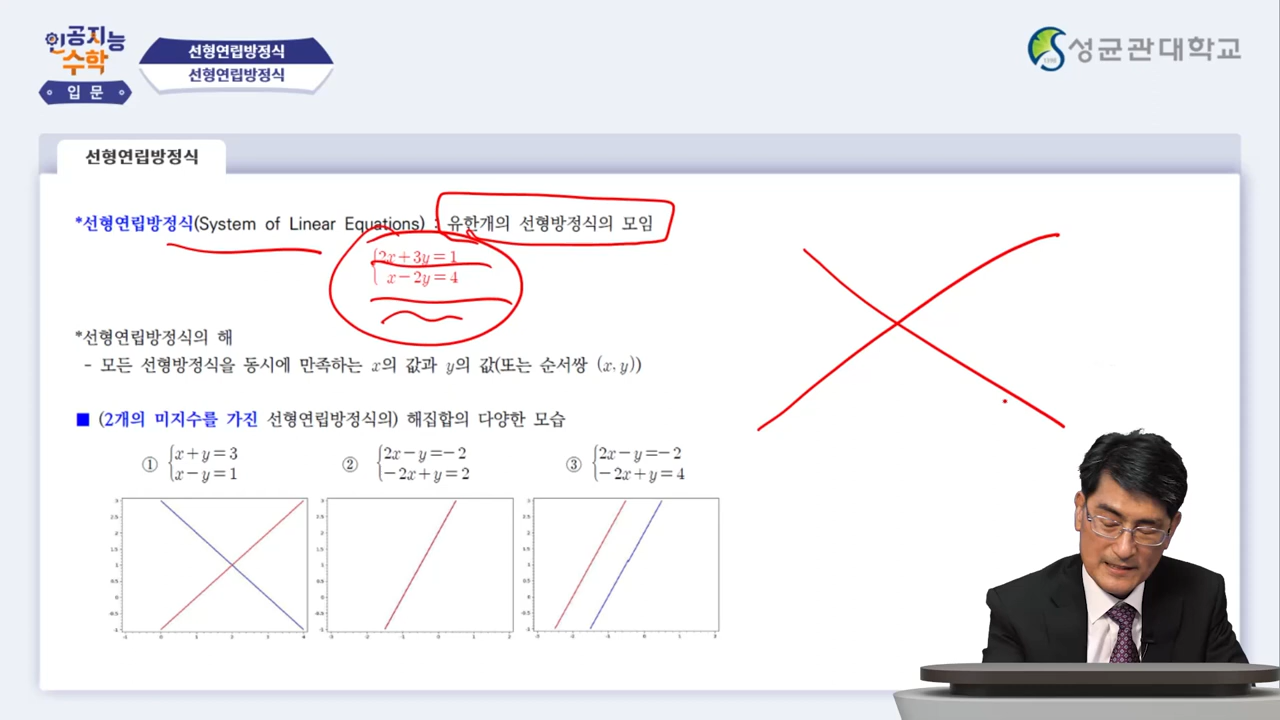 인공지능
수학
입문
선형연립방정식
선형연립방정식
성균관대학교
선형연립방정식
*선형연립방정식(System of Linear Equations) : 유한개의 선형방정식의 모임
2x+3y=1
x-2y=4
*선형연립방정식의 해
- 모든 선형방정식을 동시에 만족하는 x의 값과 y의 값(또는 순서쌍 (x, y))
■ (2개의 미지수를 가진 선형연립방정식의) 해집합의 다양한 모습
① {x+y=3
x-y=1
② {2x-y=-2
-2x+y=2
③ {2x-y=-2
-2x+y=4